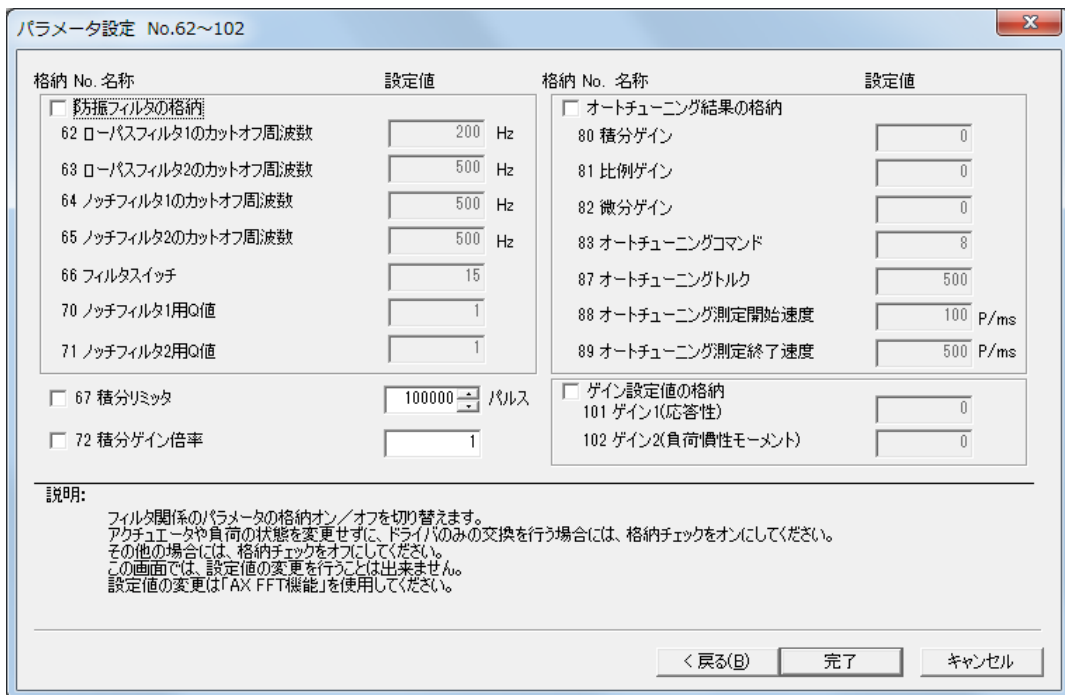 パラメータ設定 No.62～102
格納 No. 名称 設定値
防振フィルタの格納
62 ローパスフィルタ1のカットオフ周波数 200 Hz
63 ローパスフィルタ2のカットオフ周波数 500 Hz
64 ノッチフィルタ1のカットオフ周波数 500 Hz
65 ノッチフィルタ2のカットオフ周波数 500 Hz
66 フィルタスイッチ 15
70 ノッチフィルタ1用Q値 1
71 ノッチフィルタ2用Q値 1
67 積分リミッタ 100000 パルス
72 積分ゲイン倍率 1
格納 No. 名称 設定値
オートチューニング結果の格納
80 積分ゲイン 0
81 比例ゲイン 0
82 微分ゲイン 0
83 オートチューニングコマンド 8
87 オートチューニングトルク 500
88 オートチューニング測定開始速度 100 P/ms
89 オートチューニング測定終了速度 500 P/ms
ゲイン設定値の格納
101 ゲイン1(応答性) 0
102 ゲイン2(負荷慣性モーメント) 0
説明:
フィルタ関係のパラメータの格納オン／オフを切り替えます。
アクチュエータや負荷の状態を変更せずに、ドライバのみの交換を行う場合には、格納チェックをオンにしてください。
その他の場合には、格納チェックをオフにしてください。
この画面では、設定値の変更を行うことは出来ません。
設定値の変更は「AX FFT機能」を使用してください。
< 戻る(B) 完了 キャンセル